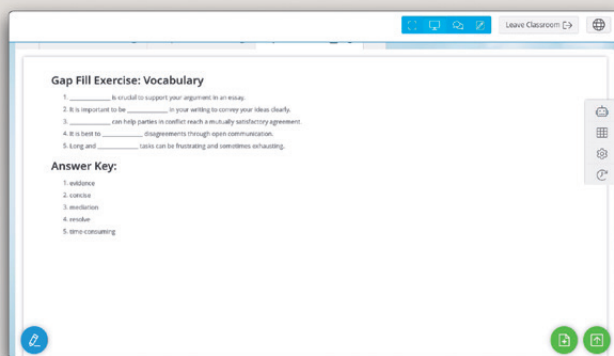 Leave Classroom
Gap Fill Exercise: Vocabulary
1. ____________ is crucial to support your argument in an essay.
2. It is important to be ____________ in your writing to convey your ideas clearly.
3. ____________ can help parties in conflict reach a mutually satisfactory agreement.
4. It is best to ____________ disagreements through open communication.
5. Long and ____________ tasks can be frustrating and sometimes exhausting.
Answer Key:
1. evidence
2. concise
3. mediation
4. resolve
5. time-consuming